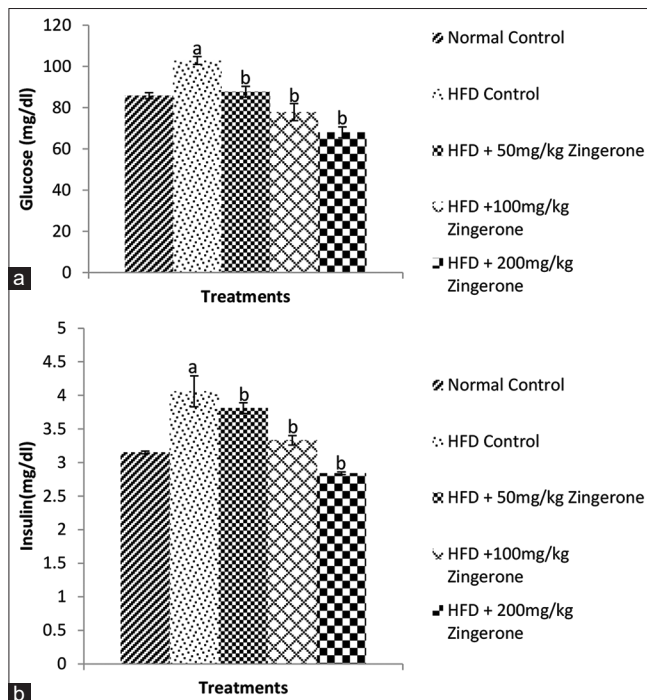 a
120
100
80
60
40
20
0
Glucose (mg/dl)
a
b
b
b
Treatments
Normal Control
HFD Control
HFD + 50mg/kg Zingerone
HFD +100mg/kg
Zingerone
HFD + 200mg/kg
Zingerone
b
5
4.5
4
3.5
3
2.5
2
1.5
1
0.5
0
Insulin(mg/dl)
a
b
b
b
Treatments
Normal Control
HFD Control
HFD + 50mg/kg Zingerone
HFD +100mg/kg
Zingerone
HFD + 200mg/kg
Zingerone